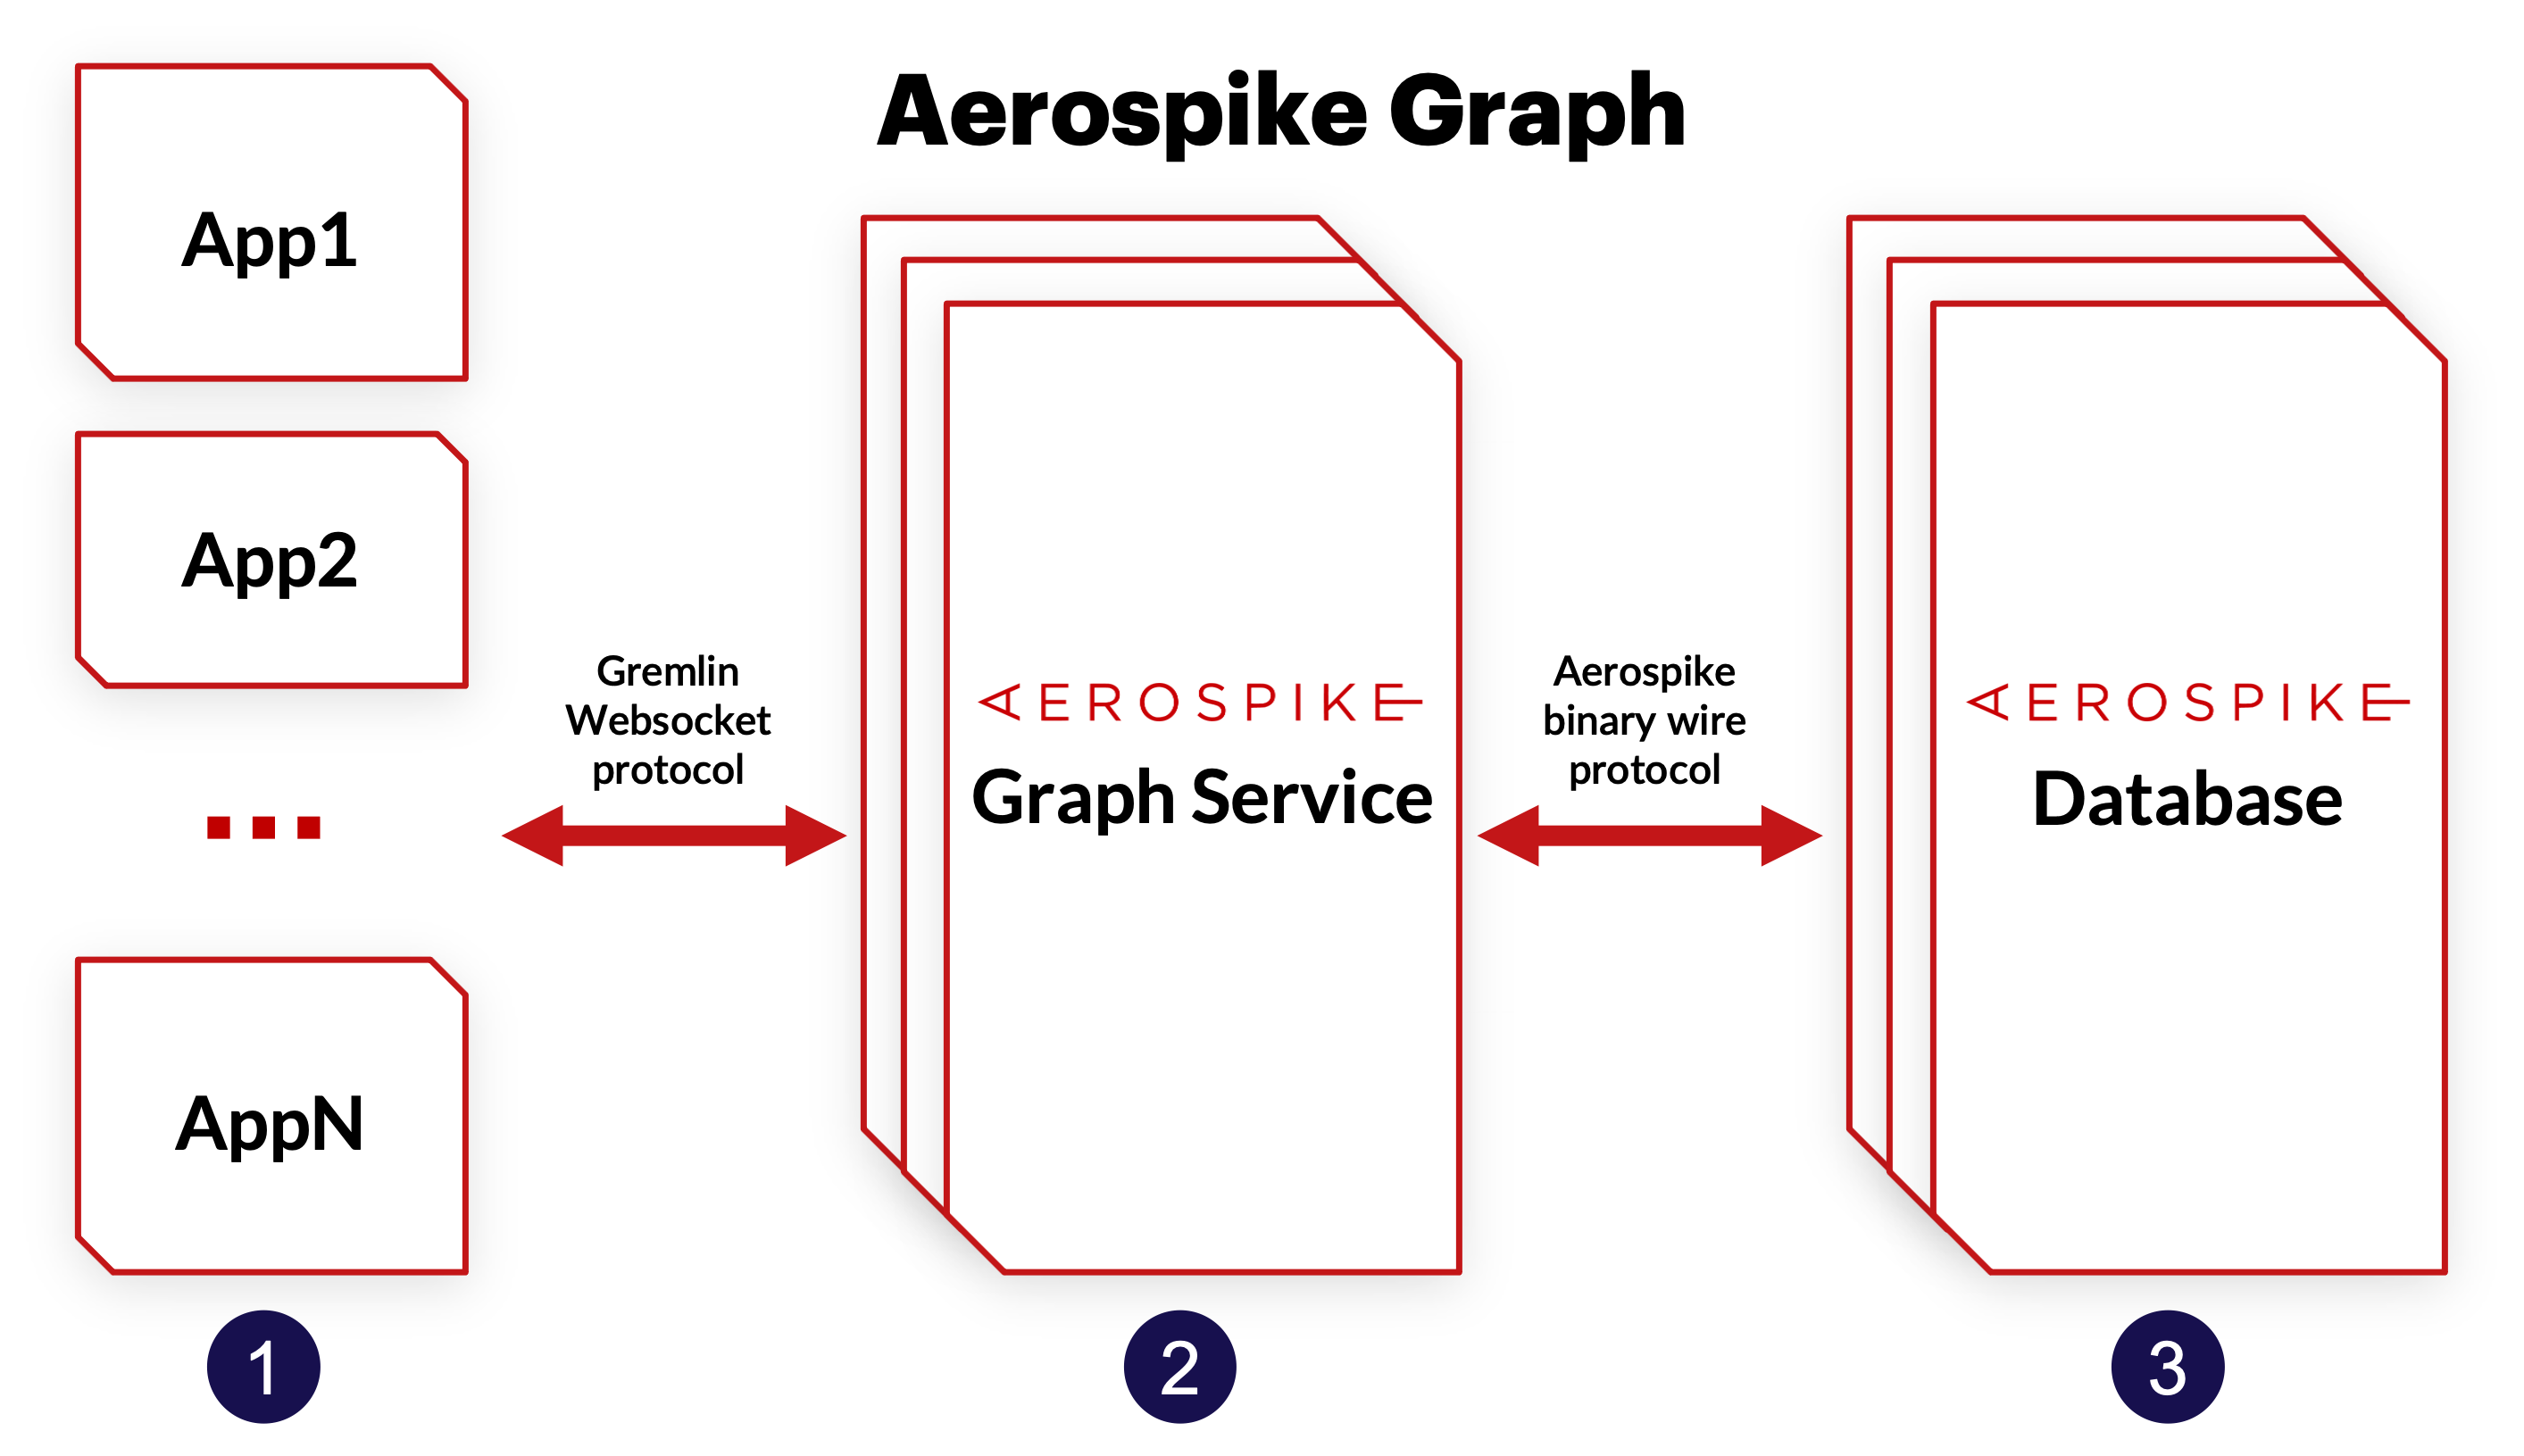 Aerospike Graph
App1
App2
AppN
Gremlin
Websocket
protocol
AEROSPIKE
Graph Service
Aerospike
binary wire
protocol
AEROSPIKE
Database
1
2
3